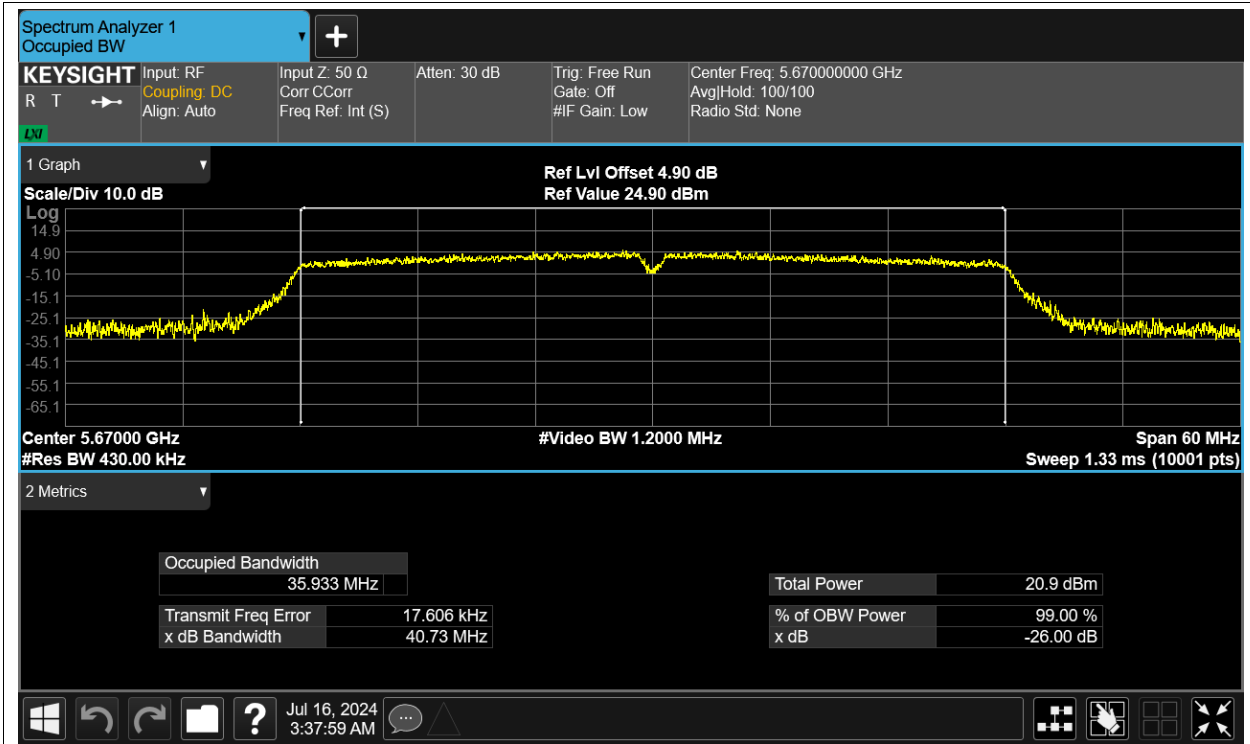 Spectrum Analyzer 1
Occupied BW
KEYSIGHT
R T
LXI
Input: RF
Coupling: DC
Align: Auto
Input Z: 50 Ω
Corr CCorr
Freq Ref: Int (S)
Atten: 30 dB
Trig: Free Run
Gate: Off
#IF Gain: Low
Center Freq: 5.670000000 GHz
Avg|Hold: 100/100
Radio Std: None
1 Graph
Scale/Div 10.0 dB
Ref Lvl Offset 4.90 dB
Ref Value 24.90 dBm
Log
14.9
4.90
-5.10
-15.1
-25.1
-35.1
-45.1
-55.1
-65.1
Center 5.67000 GHz
#Res BW 430.00 kHz
#Video BW 1.2000 MHz
Span 60 MHz
Sweep 1.33 ms (10001 pts)
2 Metrics
Occupied Bandwidth
35.933 MHz
Transmit Freq Error 17.606 kHz
x dB Bandwidth 40.73 MHz
Total Power 20.9 dBm
% of OBW Power 99.00 %
x dB -26.00 dB
?
Jul 16, 2024
3:37:59 AM